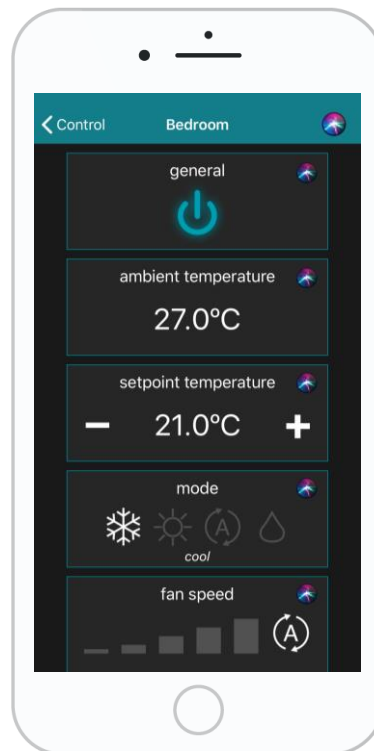 Control
Bedroom
general
ambient temperature
27.0°C
setpoint temperature
− 21.0°C +
mode
A
cool
fan speed
A